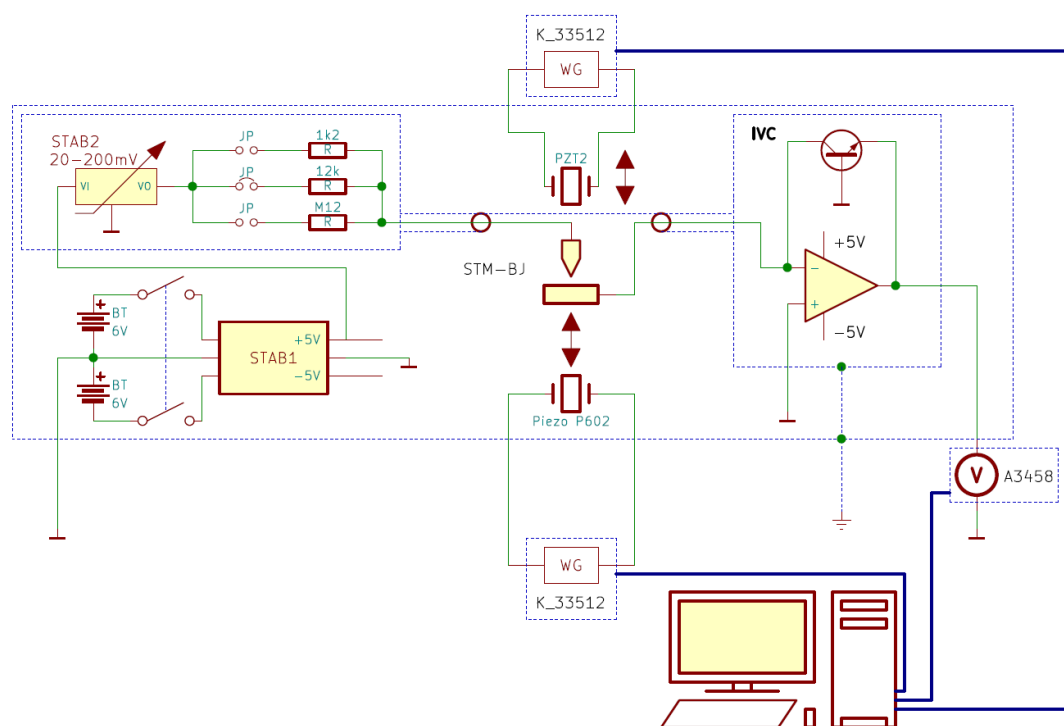 K_33512
WG
STAB2
20-200mV
VI
VO
JP
1k2
R
JP
12k
R
JP
M12
R
PZT2
IVC
+5V
-
+
-5V
STM-BJ
+
BT
6V
+
BT
6V
STAB1
+5V
-5V
Piezo P602
V
A3458
WG
K_33512